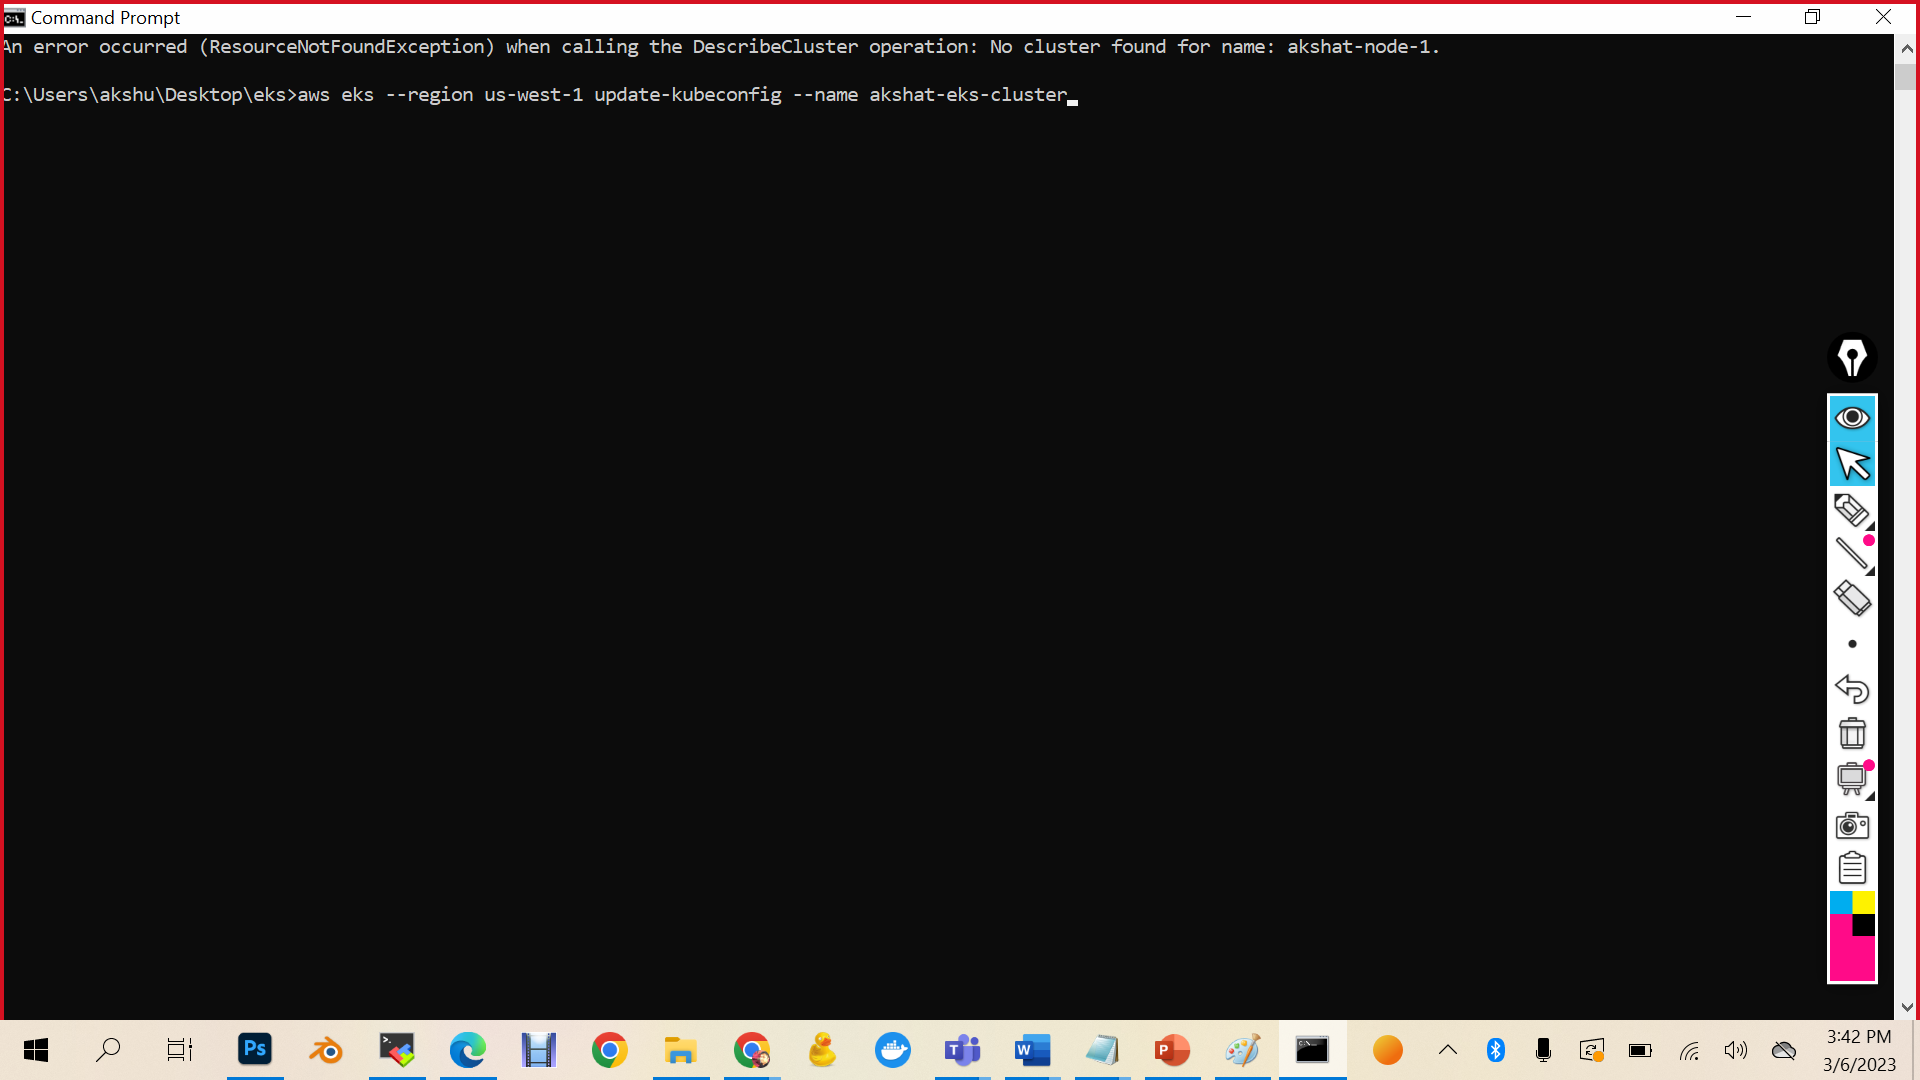 Command Prompt
An error occurred (ResourceNotFoundException) when calling the DescribeCluster operation: No cluster found for name: akshat-node-1.
C:\Users\akshu\Desktop\eks>aws eks --region us-west-1 update-kubeconfig --name akshat-eks-cluster
Ps
T
W
P
3:42 PM
3/6/2023